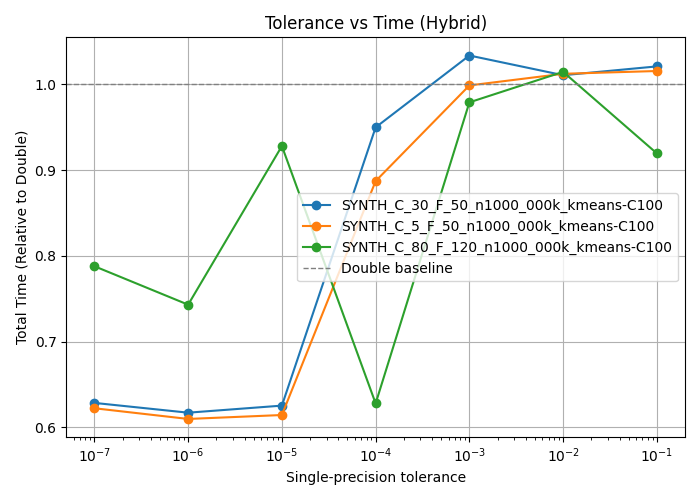 Tolerance vs Time (Hybrid)
Total Time (Relative to Double)
1.0
0.9
0.8
0.7
0.6
SYNTH_C_30_F_50_n1000_000k_kmeans-C100
SYNTH_C_5_F_50_n1000_000k_kmeans-C100
SYNTH_C_80_F_120_n1000_000k_kmeans-C100
Double baseline
10⁻⁷ 10⁻⁶ 10⁻⁵ 10⁻⁴ 10⁻³ 10⁻² 10⁻¹
Single-precision tolerance